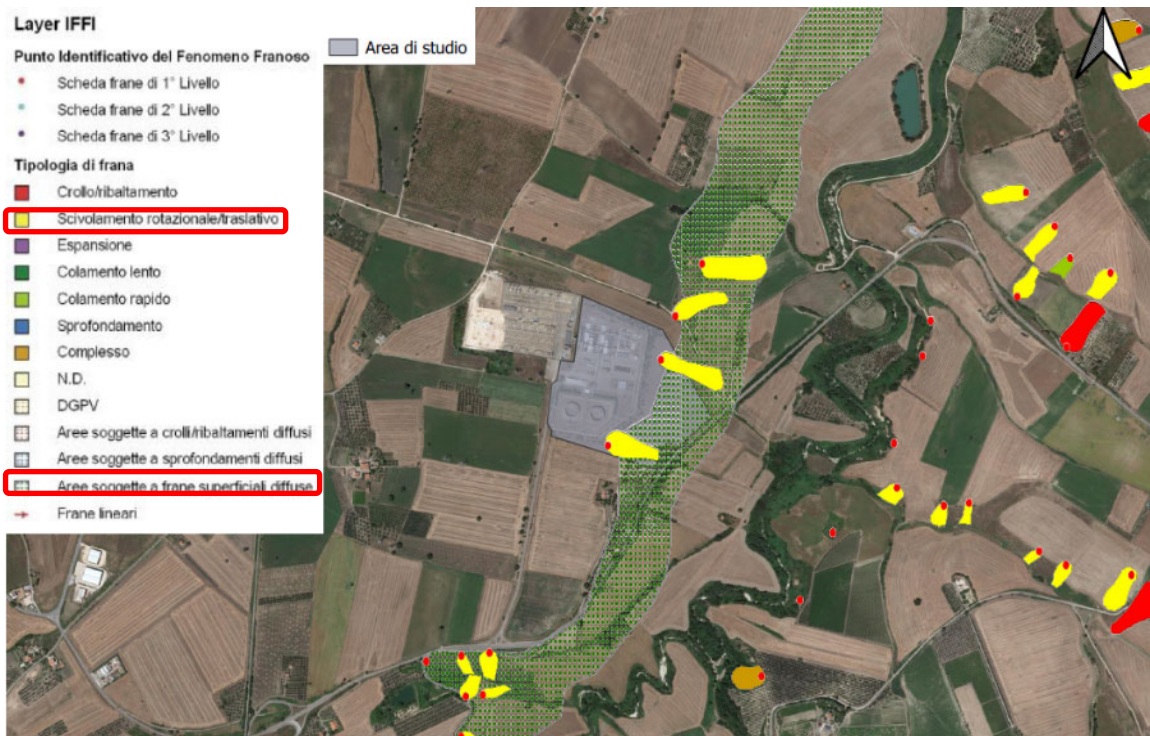 Layer IFFI
Punto Identificativo del Fenomeno Franoso
Scheda frane di 1° Livello
Scheda frane di 2° Livello
Scheda frane di 3° Livello
Tipologia di frana
Crollo/ribaltamento
Scivolamento rotazionale/traslativo
Espansione
Colamento lento
Colamento rapido
Sprofondamento
Complesso
N.D.
DGPV
Aree soggette a crolli/ribaltamenti diffusi
Aree soggette a sprofondamenti diffusi
Aree soggette a frane superficiali diffuse
Frane lineari
Area di studio